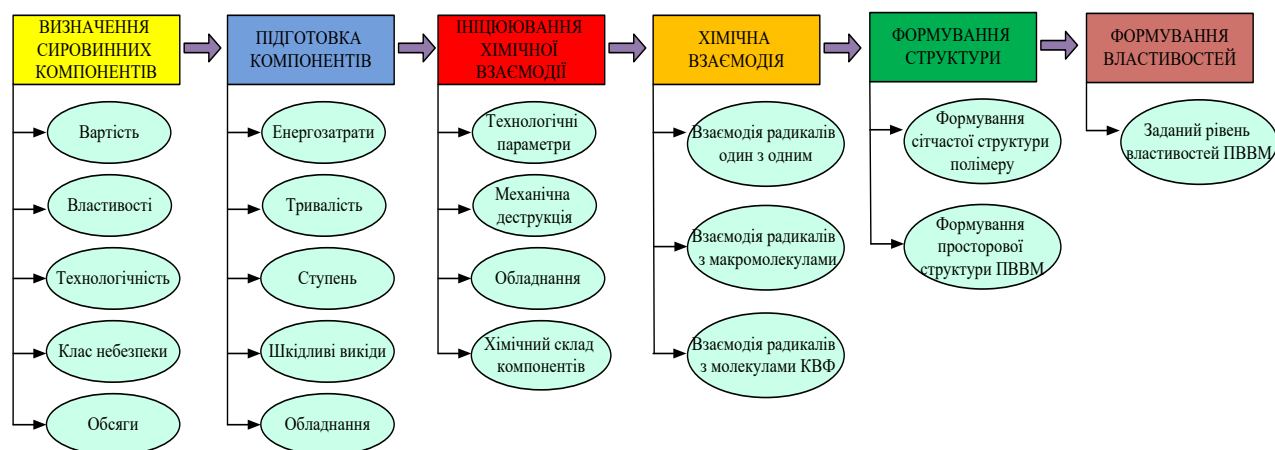 ВИЗНАЧЕННЯ
СИРОВИННИХ
КОМПОНЕНТІВ
Вартість
Властивості
Технологічність
Клас небезпеки
Обсяги
ПІДГОТОВКА
КОМПОНЕНТІВ
Енергозатрати
Тривалість
Ступень
Шкідливі викіди
Обладнання
ІНІЦЮЮВАННЯ
ХІМІЧНОЇ
ВЗАЄМОДІЇ
Технологічні
параметри
Механічна
деструкція
Обладнання
Хімічний склад
компонентів
ХІМІЧНА
ВЗАЄМОДІЯ
Взаємодія радикалів
один з одним
Взаємодія радикалів
з макромолекулами
Взаємодія радикалів
з молекулами КВФ
ФОРМУВАННЯ
СТРУКТУРИ
Формування
сітчастої структури
полімеру
Формування
просторової
структури ПВВМ
ФОРМУВАННЯ
ВЛАСТИВОСТЕЙ
Заданий рівень
властивостей ПВВМ